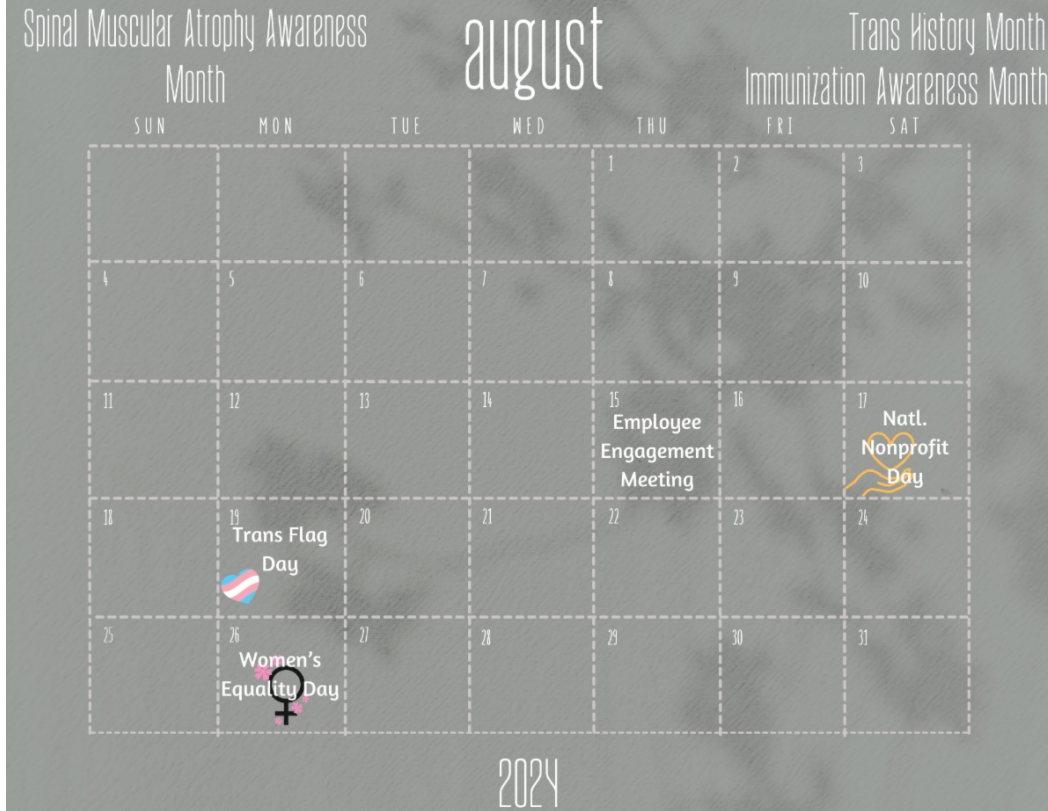 Spinal Muscular Atrophy Awareness
Month
august
Trans History Month
Immunization Awareness Month
SUN MON TUE WED THU FRI SAT
1 2 3
4 5 6 7 8 9 10
11 12 13 14 15 16 17
Employee
Engagement
Meeting
Natl.
Nonprofit
Day
18 19 20 21 22 23 24
Trans Flag
Day
25 26 27 28 29 30 31
Women's
Equality Day
2024